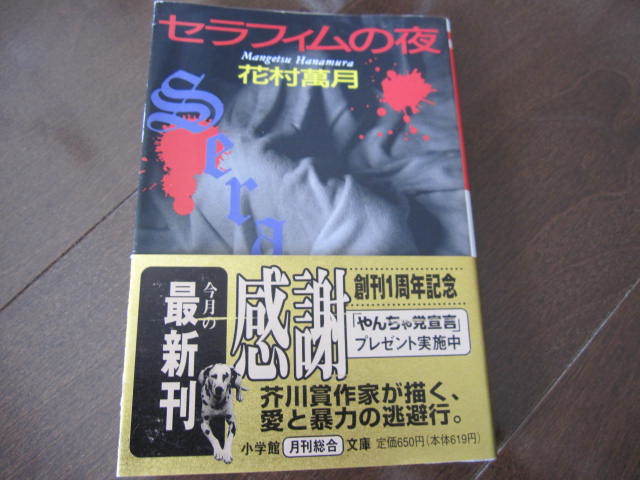 セラフィムの夜
Mangetsu Hanamura
花村萬月
Sera
創刊1周年記念
「やんちゃ党宣言」
プレゼント実施中
感謝
今月の
最新刊
芥川賞作家が描く、
愛と暴力の逃避行。
小学館 月刊総合 文庫 定価650円(本体619円)